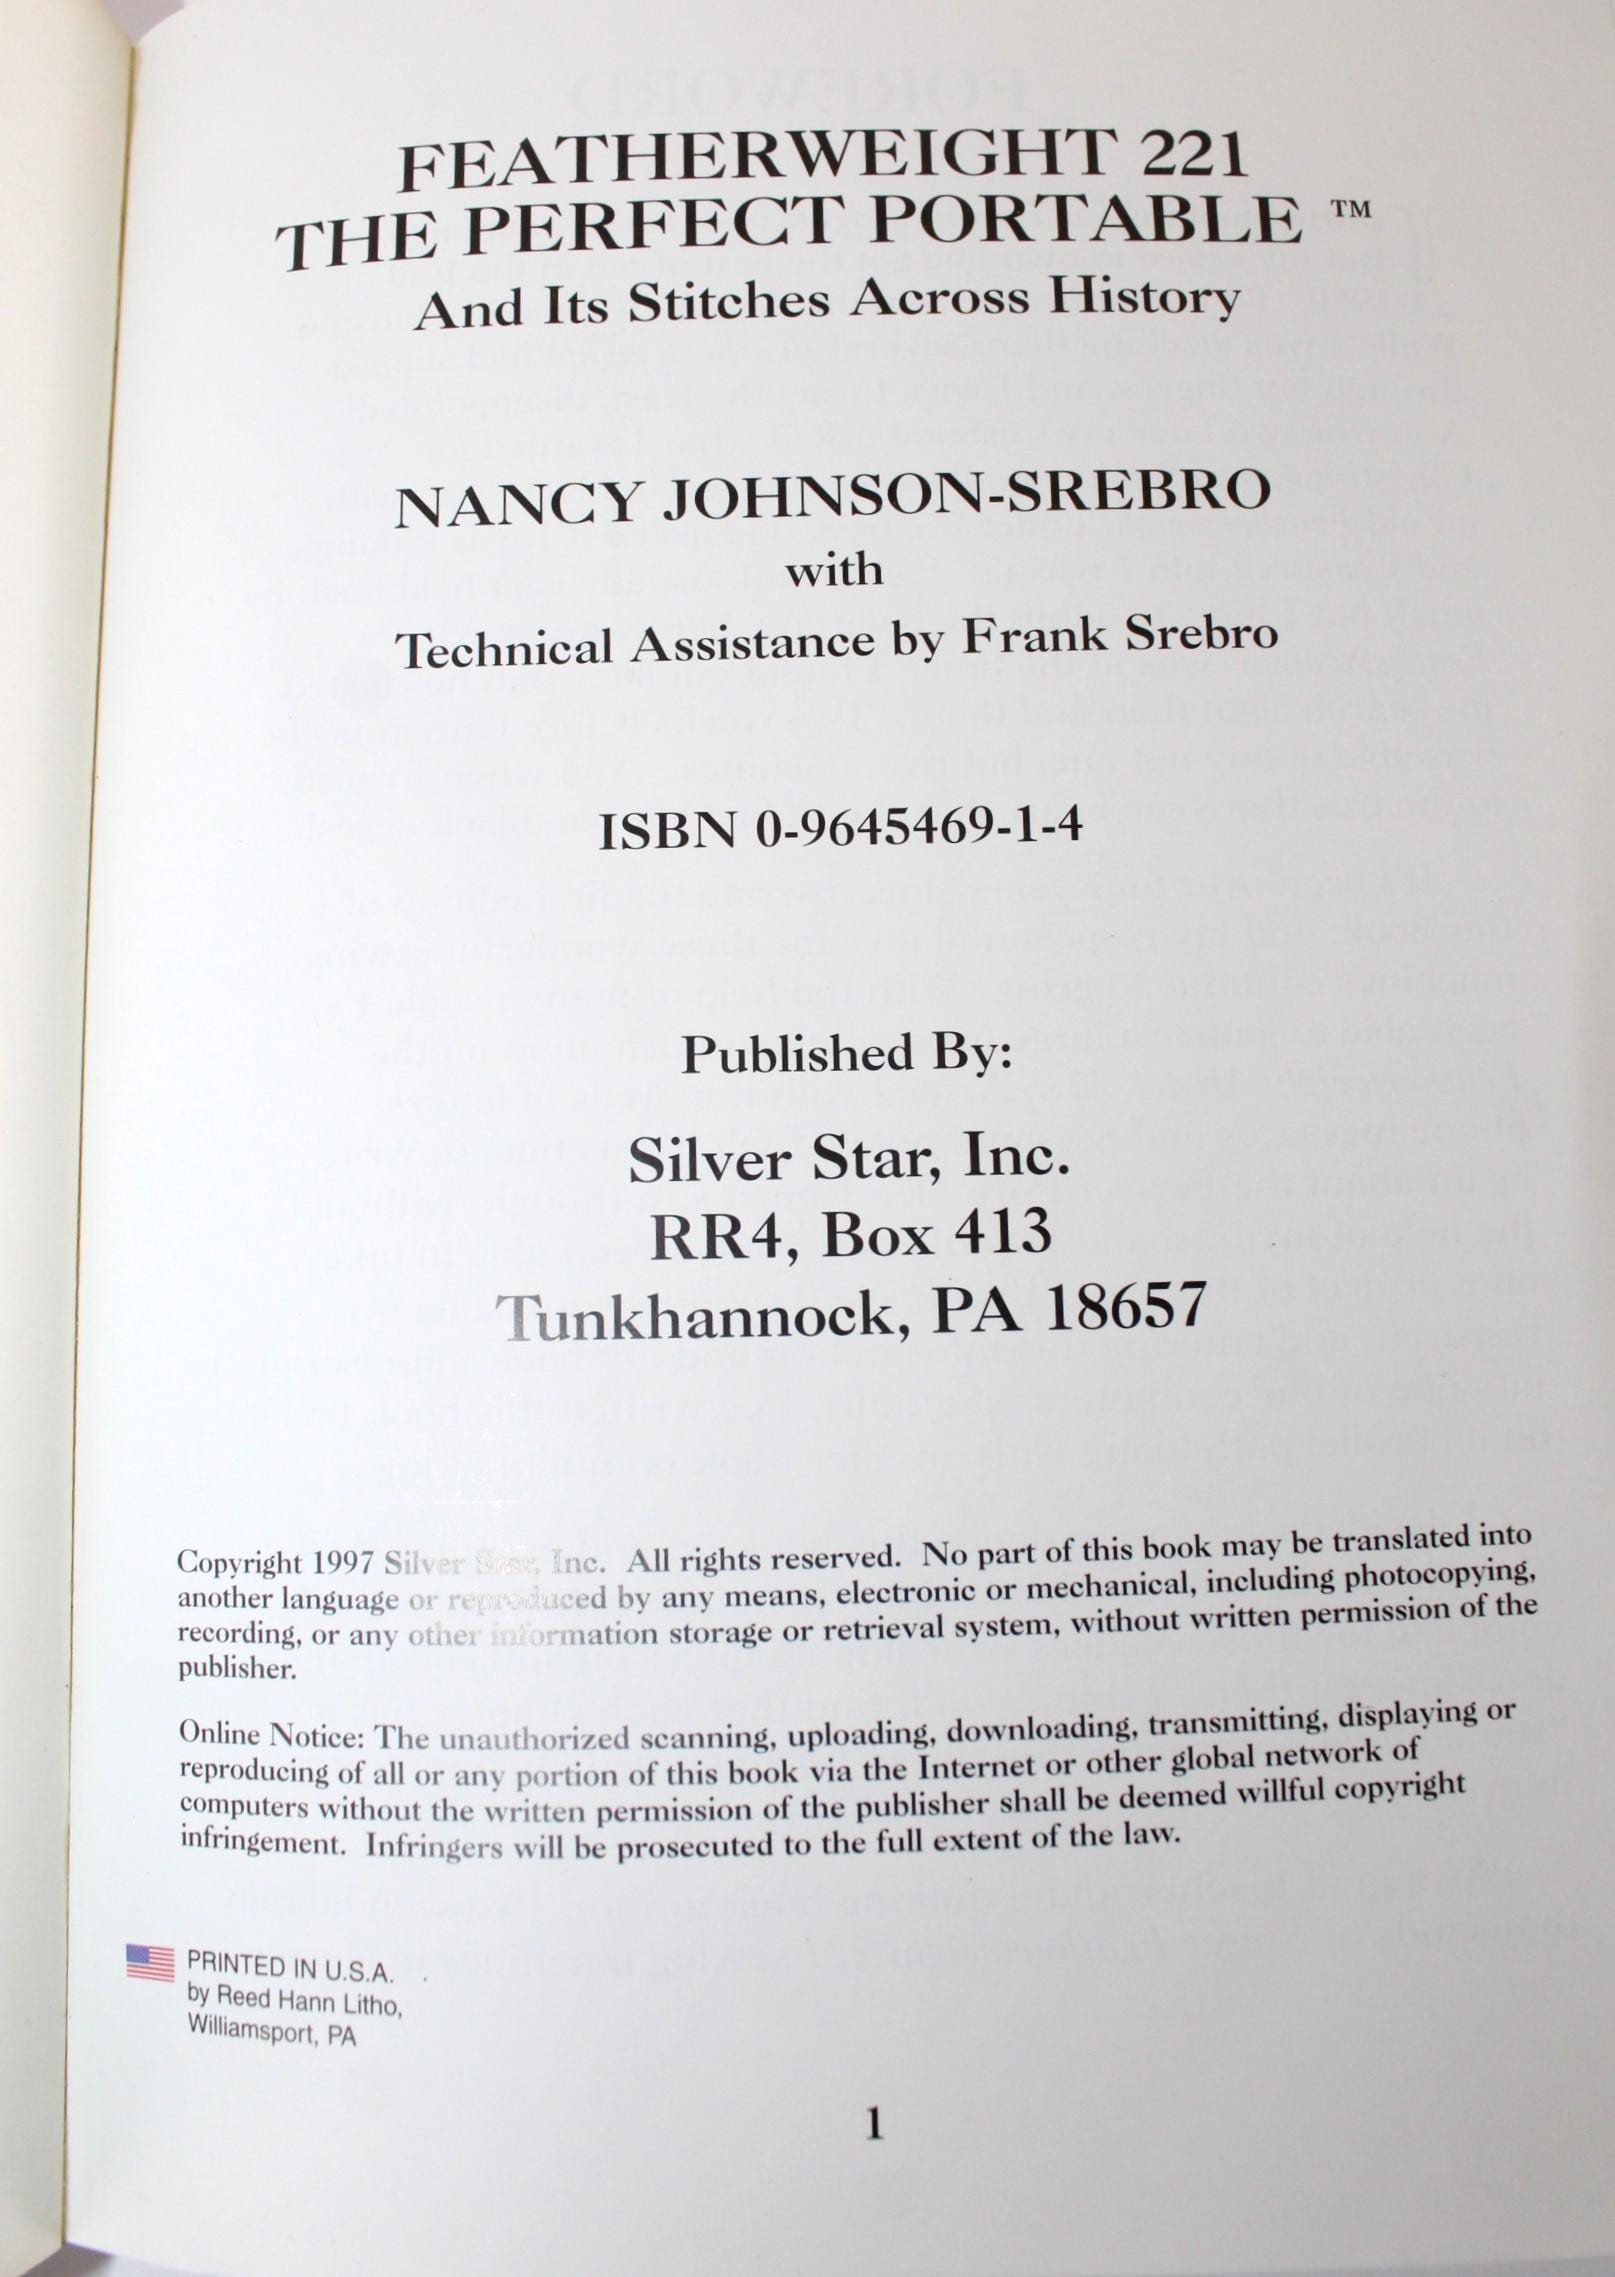 FEATHERWEIGHT 221
THE PERFECT PORTABLE ™
And Its Stitches Across History
NANCY JOHNSON-SREBRO
with
Technical Assistance by Frank Srebro
ISBN 0-9645469-1-4
Published By:
Silver Star, Inc.
RR4, Box 413
Tunkhannock, PA 18657
Copyright 1997 Silver Star, Inc. All rights reserved. No part of this book may be translated into
another language or reproduced by any means, electronic or mechanical, including photocopying,
recording, or any other information storage or retrieval system, without written permission of the
publisher.
Online Notice: The unauthorized scanning, uploading, downloading, transmitting, displaying or
reproducing of all or any portion of this book via the Internet or other global network of
computers without the written permission of the publisher shall be deemed willful copyright
infringement. Infringers will be prosecuted to the full extent of the law.
PRINTED IN U.S.A.
by Reed Hann Litho,
Williamsport, PA
1